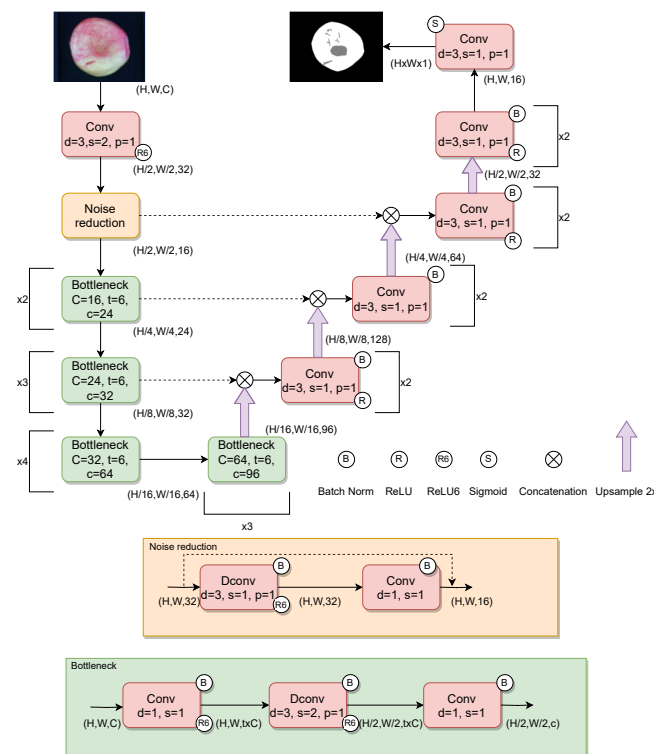 S
Conv
d=3,s=1, p=1
(HxWx1)
(H,W,C)
(H,W,16)
Conv
d=3,s=2, p=1
R6
B
Conv
d=3,s=1, p=1
R
x2
(H/2,W/2,32)
(H/2,W/2,32
Noise
reduction
B
Conv
d=3, s=1, p=1
R
x2
(H/2,W/2,16)
(H/4,W/4,64)
x2
Bottleneck
C=16, t=6,
c=24
B
Conv
d=3, s=1, p=1
x2
(H/4,W/4,24)
(H/8,W/8,128)
x3
Bottleneck
C=24, t=6,
c=32
B
Conv
d=3, s=1, p=1
R
x2
(H/8,W/8,32)
(H/16,W/16,96)
x4
Bottleneck
C=32, t=6,
c=64
Bottleneck
C=64, t=6,
c=96
(H/16,W/16,64)
x3
B
R
R6
S
Batch Norm
ReLU
ReLU6
Sigmoid
Concatenation
Upsample 2x
Noise reduction
B
Dconv
d=3, s=1, p=1
R6
B
Conv
d=1, s=1
(H,W,32)
(H,W,32)
(H,W,16)
Bottleneck
B
Conv
d=1, s=1
R6
B
Dconv
d=3, s=2, p=1
R6
B
Conv
d=1, s=1
(H,W,C)
(H,W,txC)
(H/2,W/2,txC)
(H/2,W/2,c)